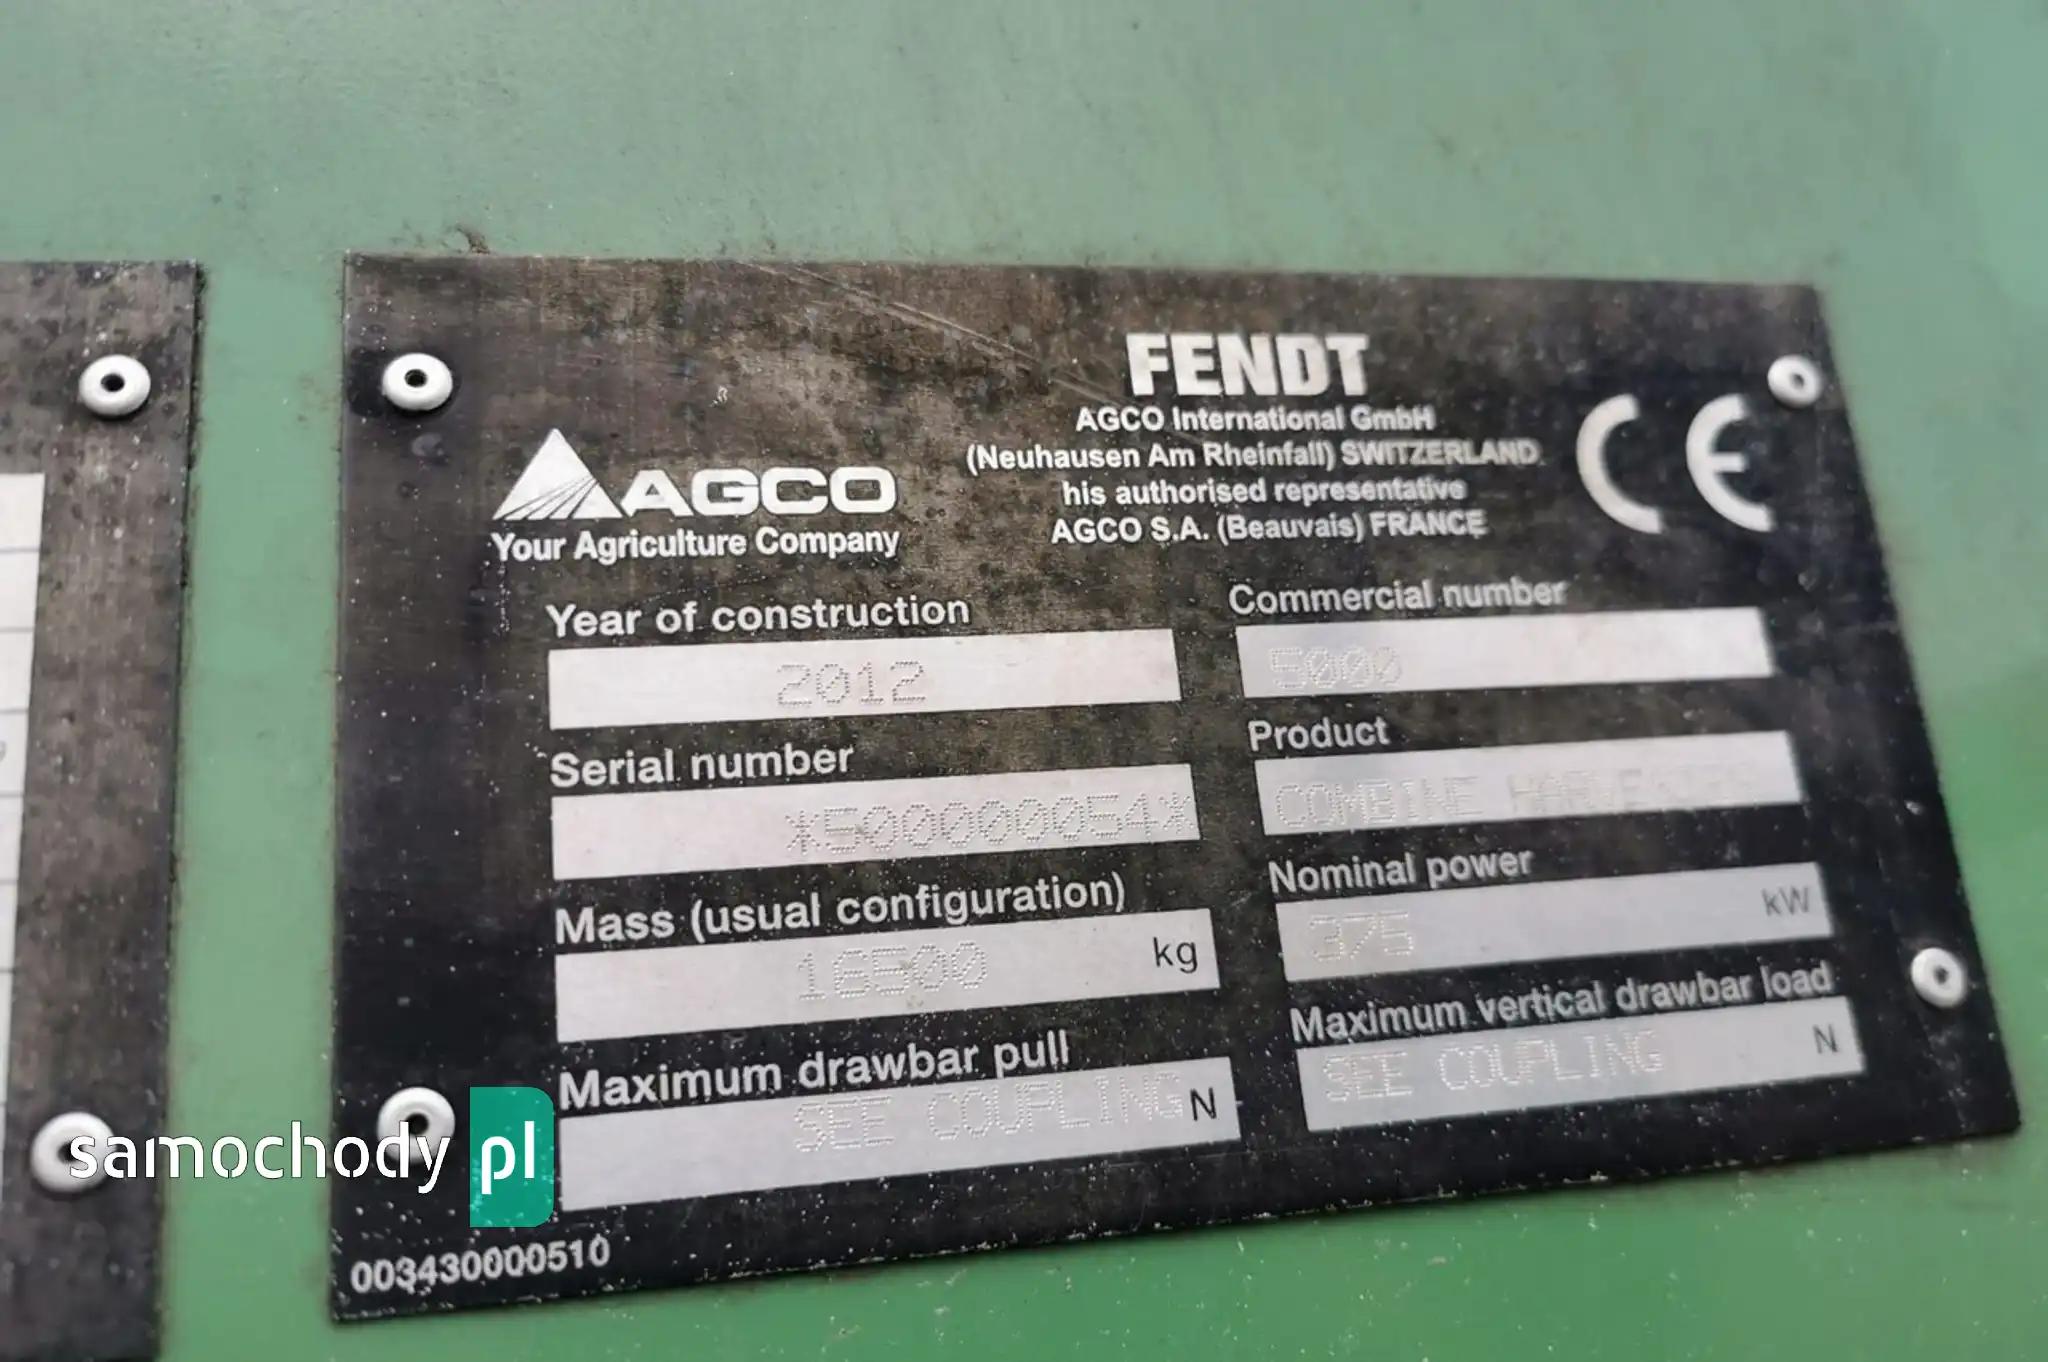 FENDT
AGCO International GmbH
(Neuhausen Am Rheinfall) SWITZERLAND
his authorised representative
AGCO S.A. (Beauvais) FRANCE
CE
AGCO
Your Agriculture Company
Year of construction
2012
Commercial number
5000
Serial number
*500000054*
Product
COMBINE HARVESTER
Mass (usual configuration)
16500 kg
Nominal power
375 kW
Maximum drawbar pull
SEE COUPLING N
Maximum vertical drawbar load
SEE COUPLING N
003430000510
samochody pl